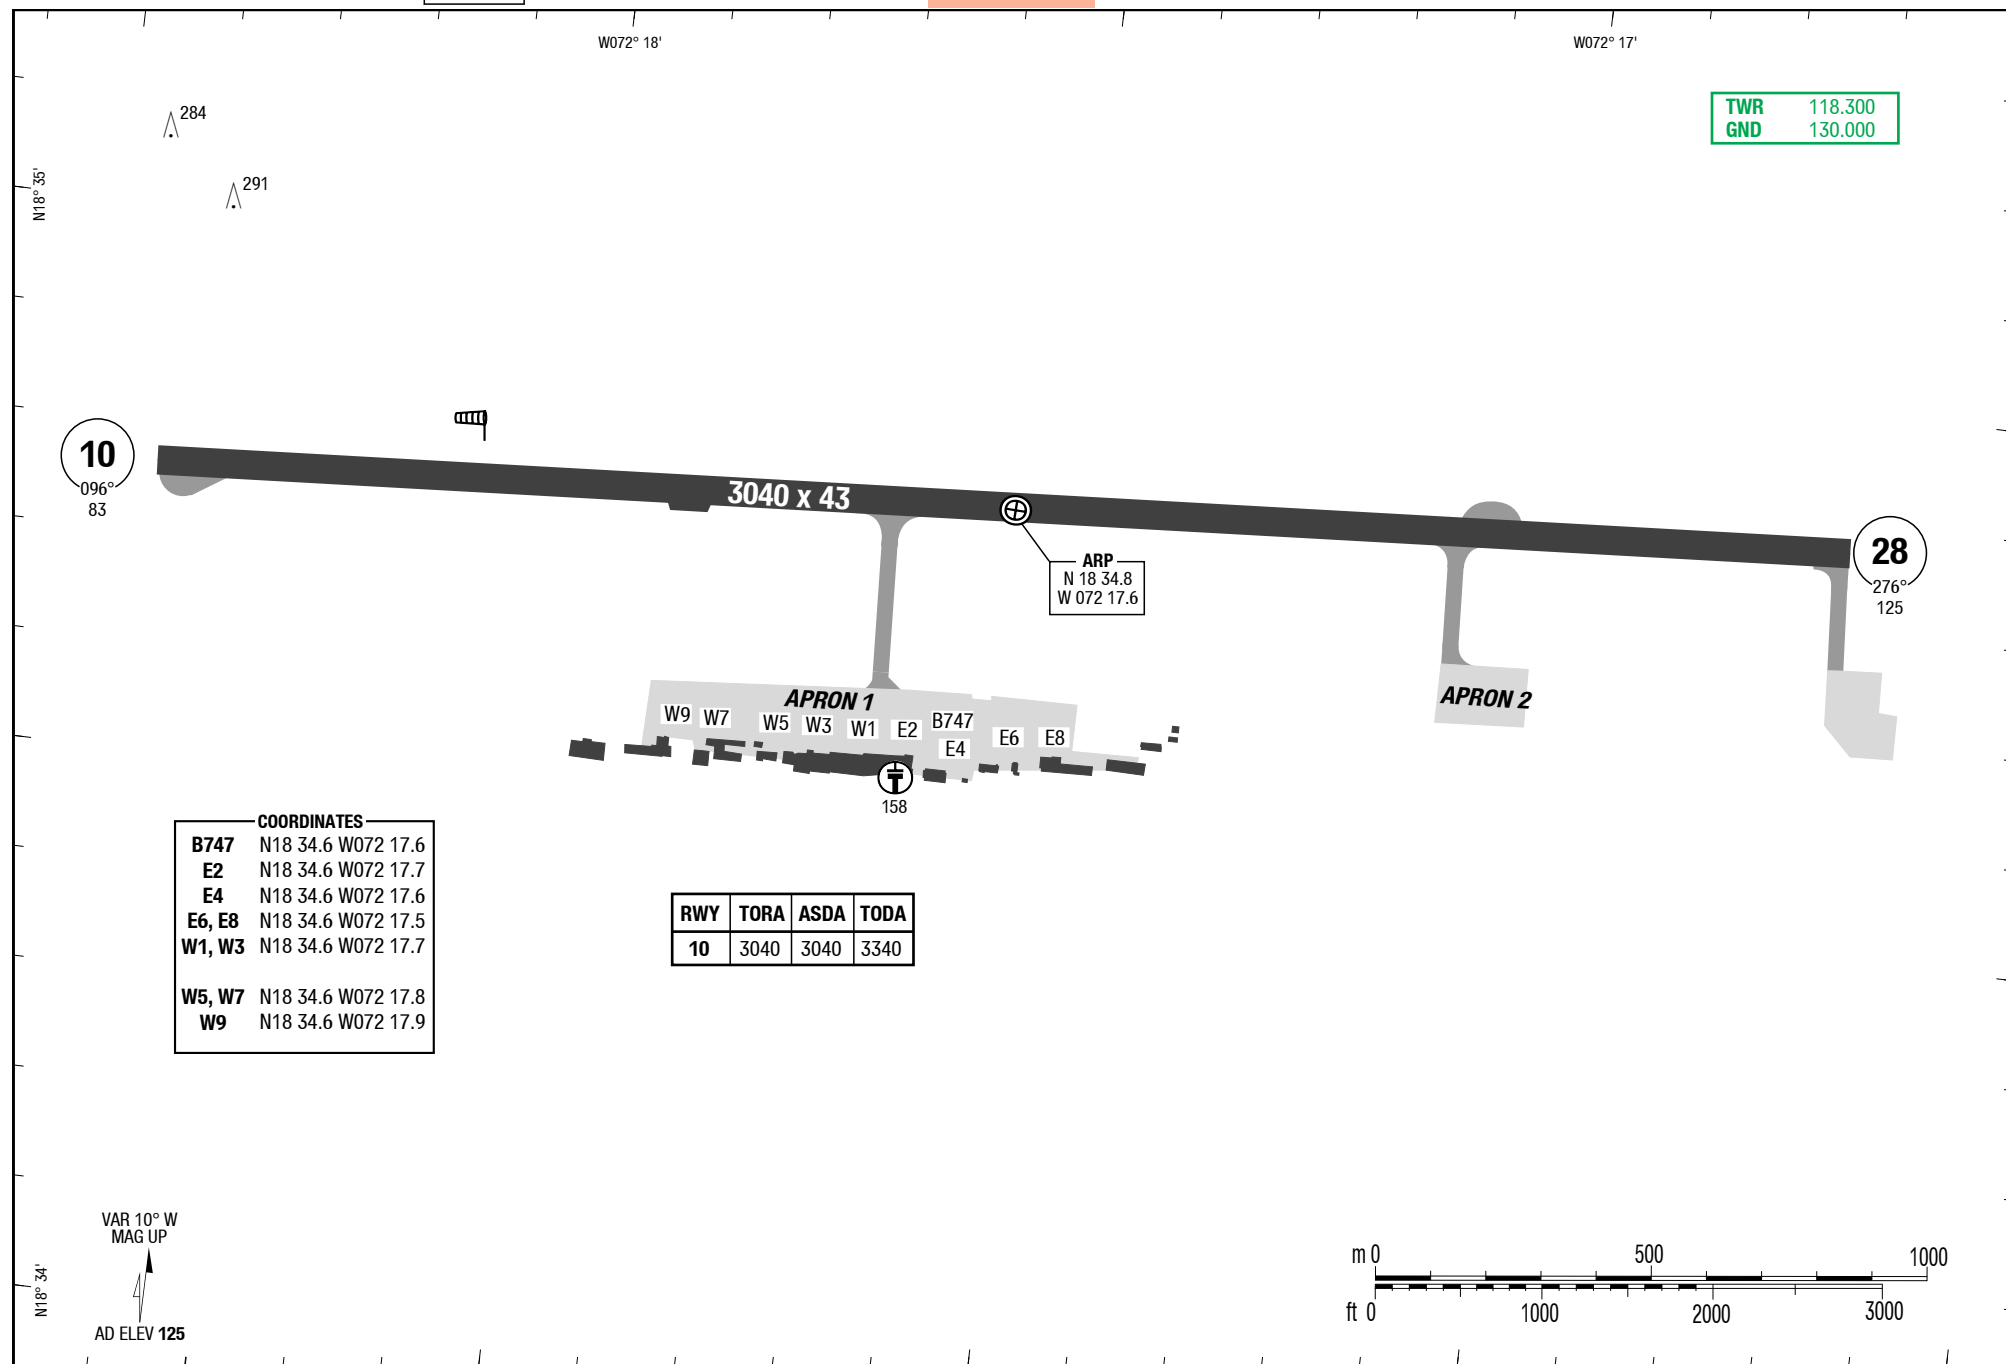 W072° 18'
W072° 17'
TWR 118.300
GND 130.000
284
291
N18° 35'
10
096°
83
3040 x 43
ARP
N 18 34.8
W 072 17.6
28
276°
125
APRON 1
APRON 2
W9 W7 W5 W3 W1 E2 B747 E4 E6 E8
158
COORDINATES
B747 N18 34.6 W072 17.6
E2 N18 34.6 W072 17.7
E4 N18 34.6 W072 17.6
E6, E8 N18 34.6 W072 17.5
W1, W3 N18 34.6 W072 17.7
W5, W7 N18 34.6 W072 17.8
W9 N18 34.6 W072 17.9
RWY TORA ASDA TODA
10 3040 3040 3340
VAR 10° W
MAG UP
N18° 34'
AD ELEV 125
m 0 500 1000
ft 0 1000 2000 3000